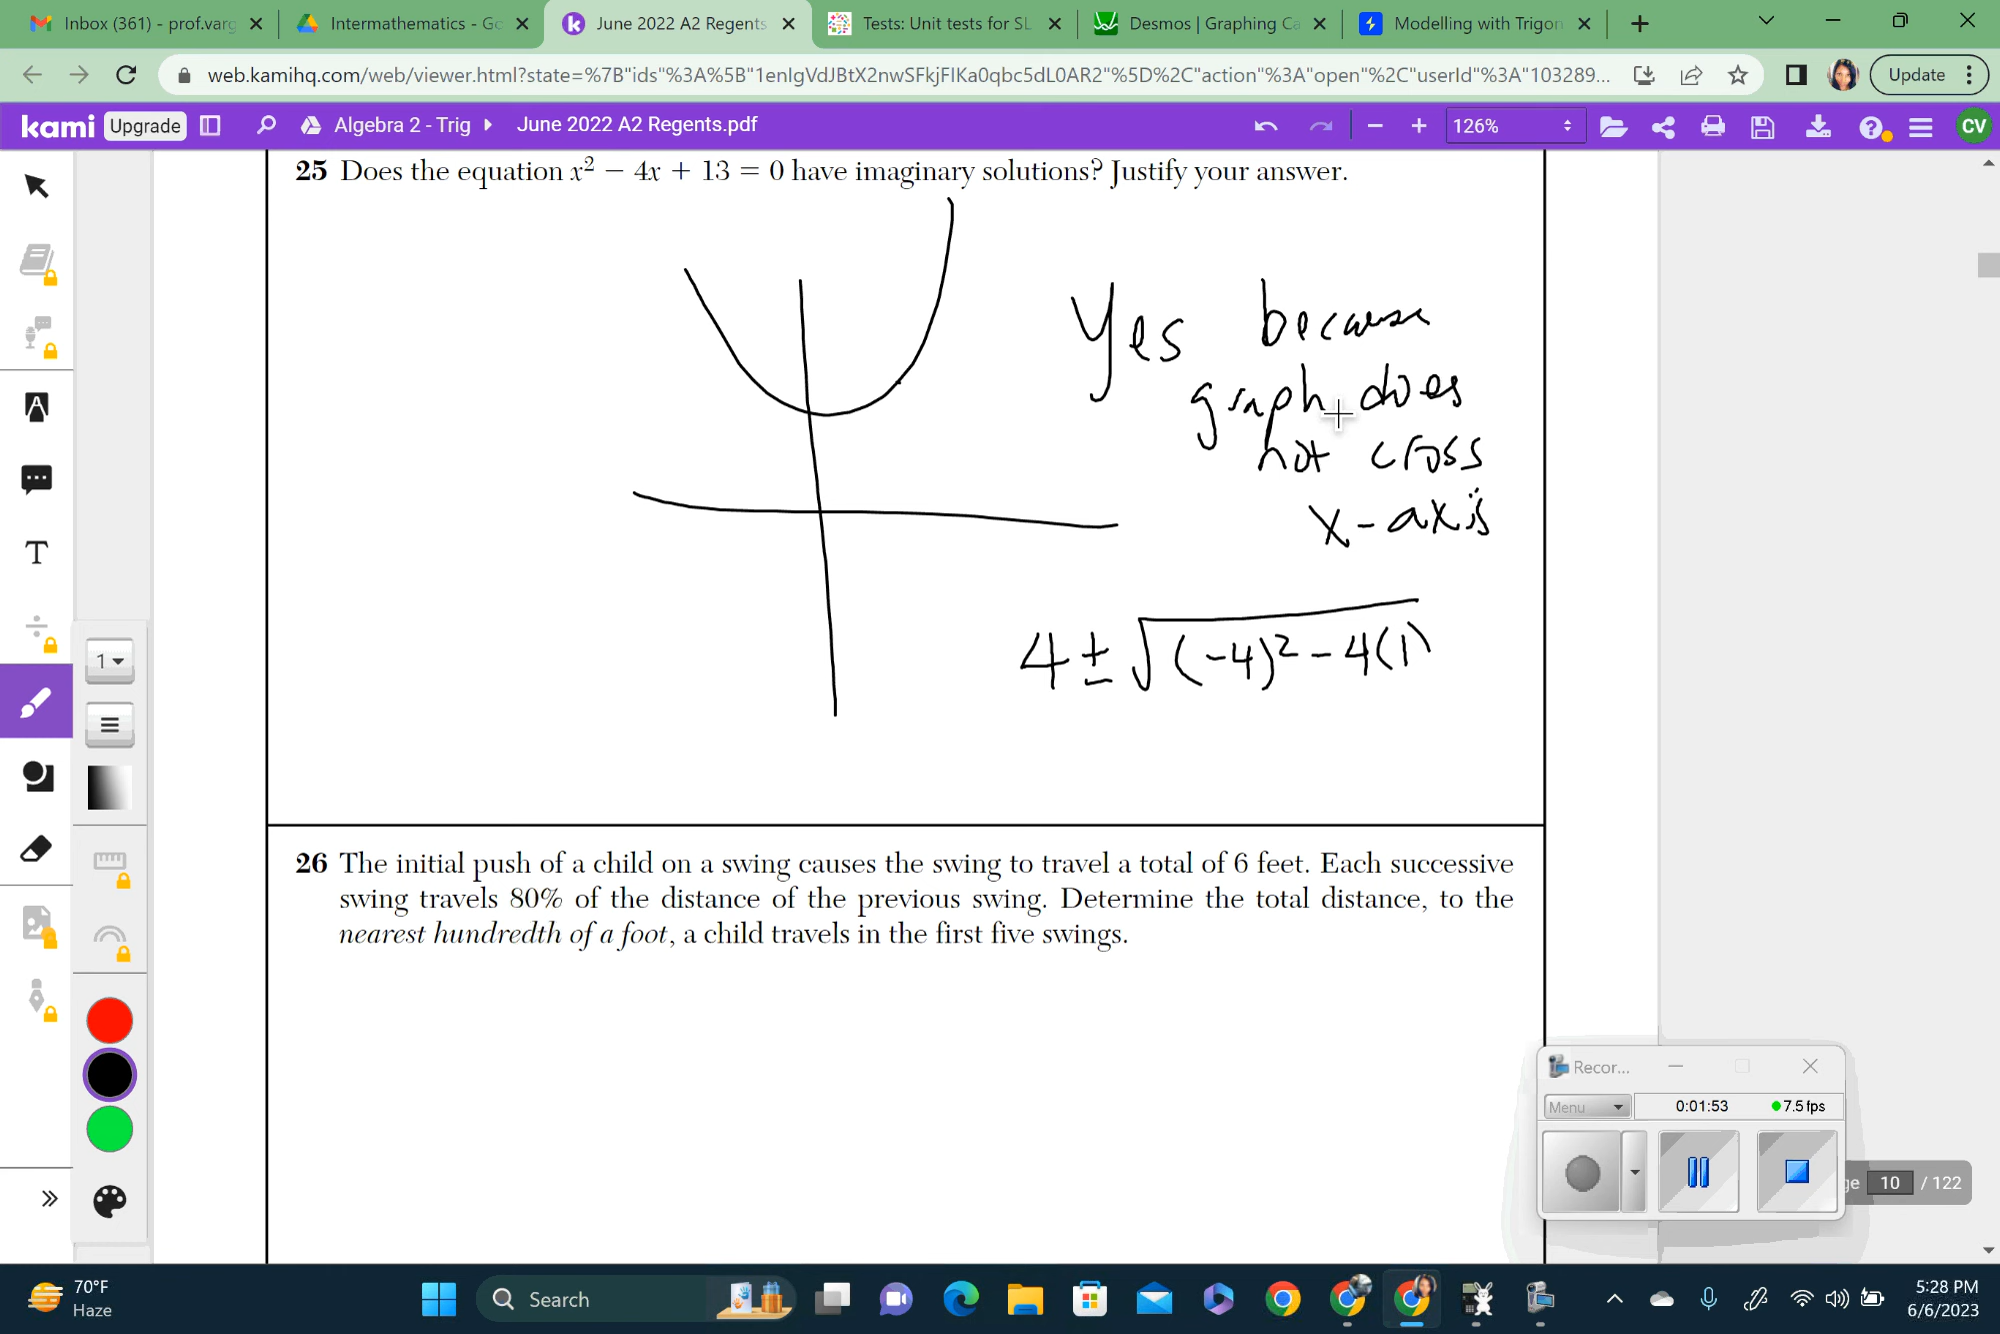 Inbox (361) - prof.varg
Intermathematics - Go
June 2022 A2 Regents
Tests: Unit tests for SL
Desmos | Graphing Ca
Modelling with Trigon
web.kamihq.com/web/viewer.html?state=%7B"ids"%3A%5B"1enIgVdJBtX2nwSFkjFIKa0qbc5dL0AR2"%5D%2C"action"%3A"open"%2C"userId"%3A"103289...
Update
kami Upgrade
Algebra 2 - Trig
June 2022 A2 Regents.pdf
126%
CV
25 Does the equation x² − 4x + 13 = 0 have imaginary solutions? Justify your answer.
Yes because
graph does
not cross
x-axis
4 ± √(-4)² - 4(1)
T
1
26 The initial push of a child on a swing causes the swing to travel a total of 6 feet. Each successive
swing travels 80% of the distance of the previous swing. Determine the total distance, to the
nearest hundredth of a foot, a child travels in the first five swings.
Recor...
Menu
0:01:53
7.5 fps
ge 10 / 122
70°F
Haze
Search
5:28 PM
6/6/2023